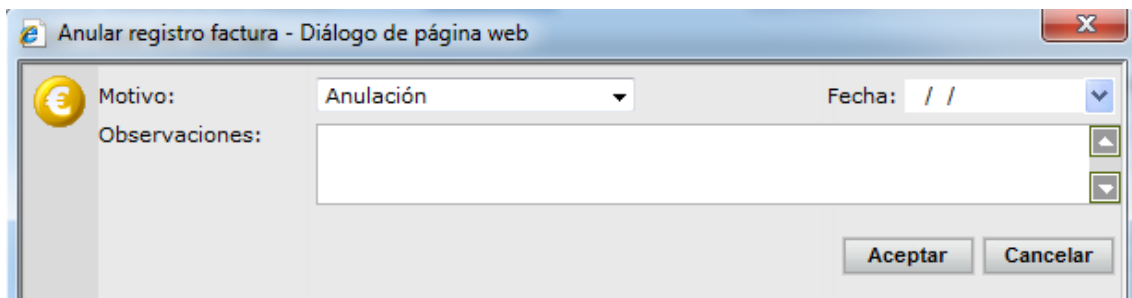 Anular registro factura - Diálogo de página web
Motivo: Anulación Fecha: / /
Observaciones:
Aceptar Cancelar